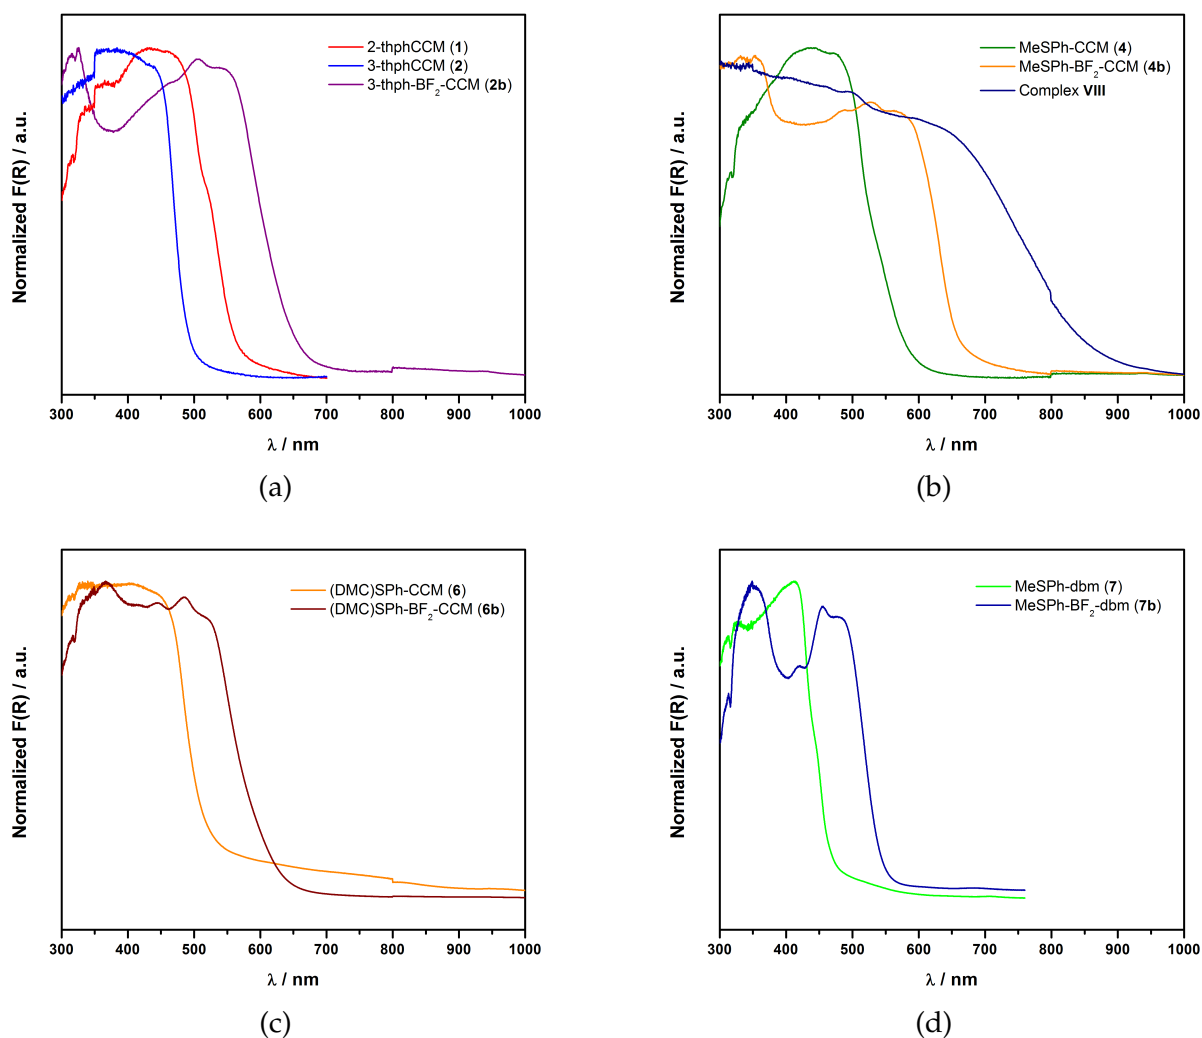 2-thphCCM (1)
3-thphCCM (2)
3-thph-BF₂-CCM (2b)
Normalized F(R) / a.u.
300 400 500 600 700 800 900 1000
λ / nm
(a)
MeSPh-CCM (4)
MeSPh-BF₂-CCM (4b)
Complex VIII
Normalized F(R) / a.u.
300 400 500 600 700 800 900 1000
λ / nm
(b)
(DMC)SPh-CCM (6)
(DMC)SPh-BF₂-CCM (6b)
Normalized F(R) / a.u.
300 400 500 600 700 800 900 1000
λ / nm
(c)
MeSPh-dbm (7)
MeSPh-BF₂-dbm (7b)
Normalized F(R) / a.u.
300 400 500 600 700 800 900 1000
λ / nm
(d)